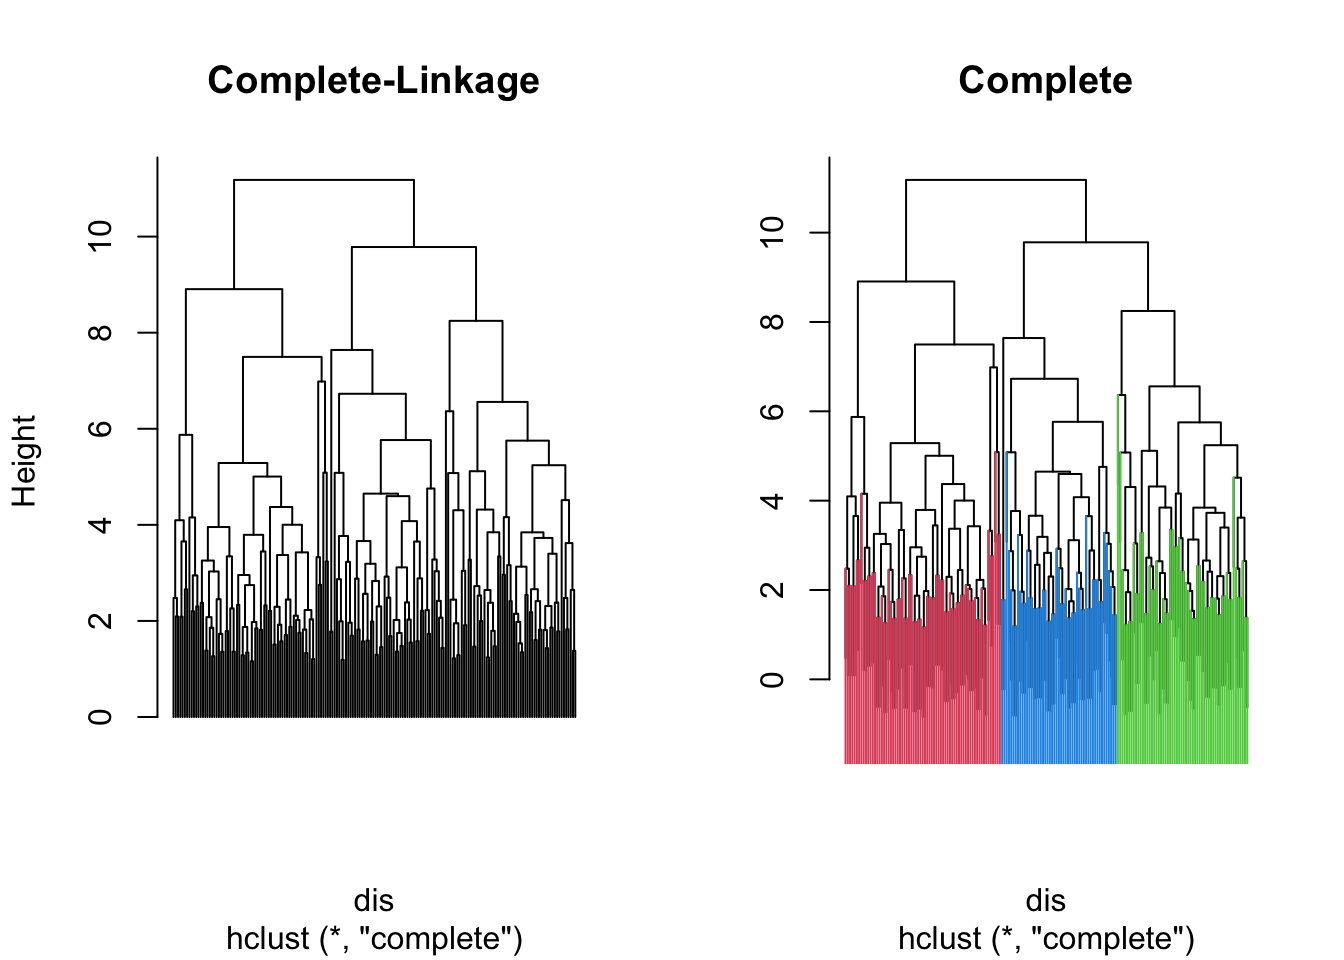 Complete-Linkage
Height
0 2 4 6 8 10
dis
hclust (*, "complete")
Complete
0 2 4 6 8 10
dis
hclust (*, "complete")